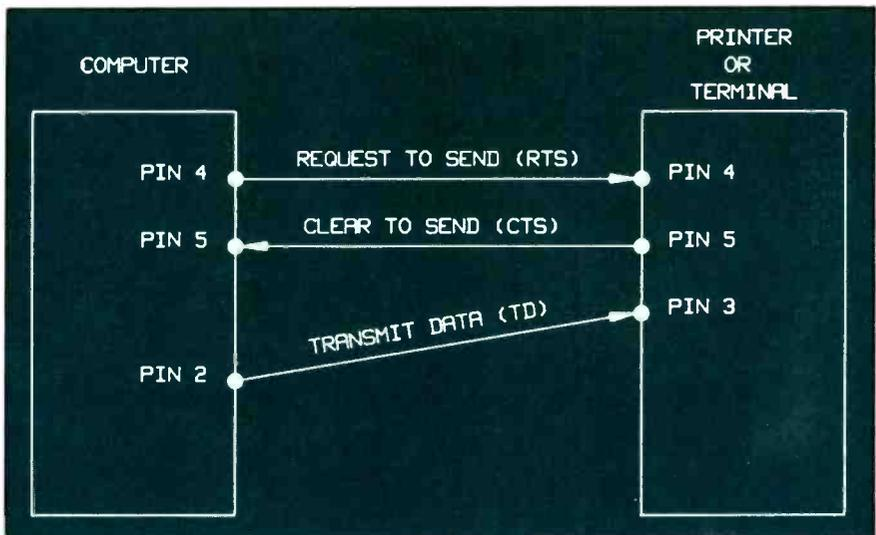 COMPUTER
PRINTER
OR
TERMINAL
PIN 4
REQUEST TO SEND (RTS)
PIN 4
PIN 5
CLEAR TO SEND (CTS)
PIN 5
TRANSMIT DATA (TD)
PIN 3
PIN 2